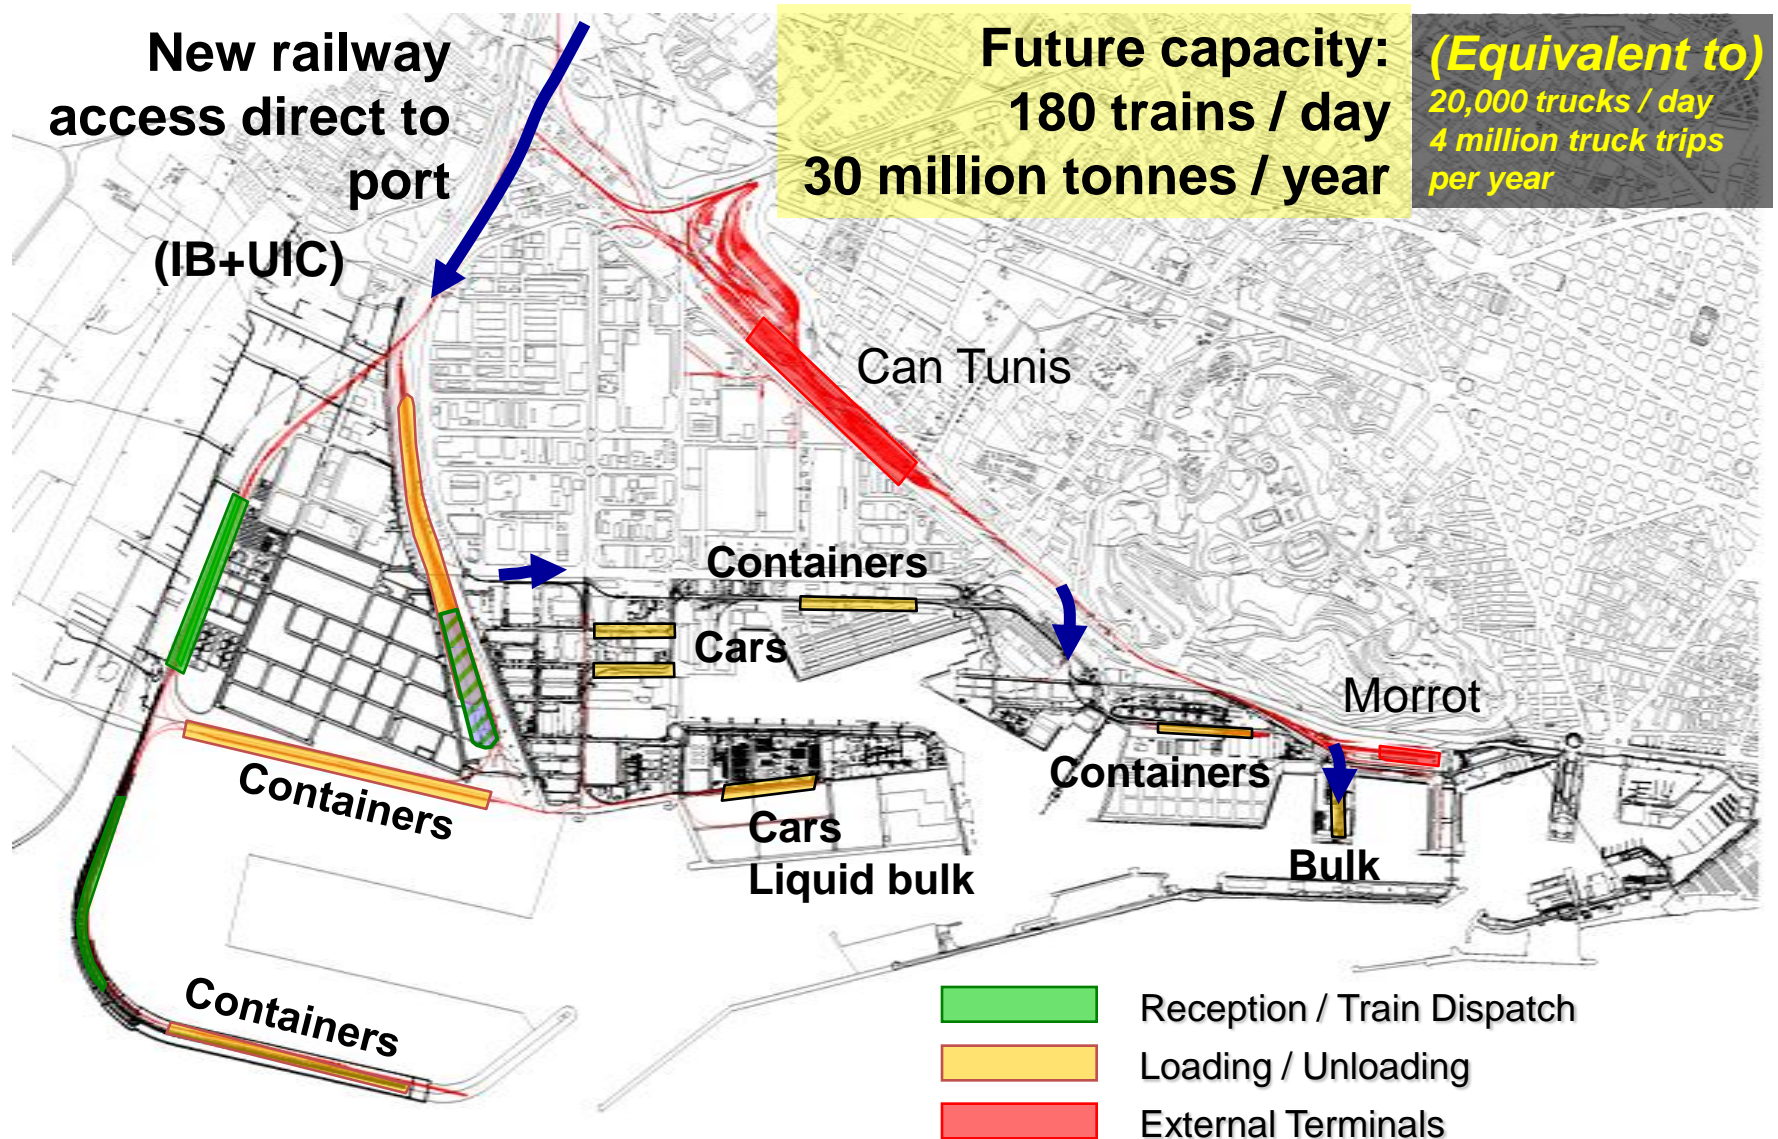 New railway
access direct to
port
(IB+UIC)
Future capacity:
180 trains / day
30 million tonnes / year
(Equivalent to)
20,000 trucks / day
4 million truck trips
per year
Can Tunis
Containers
Cars
Morrot
Containers
Containers
Cars
Liquid bulk
Bulk
Containers
Reception / Train Dispatch
Loading / Unloading
External Terminals